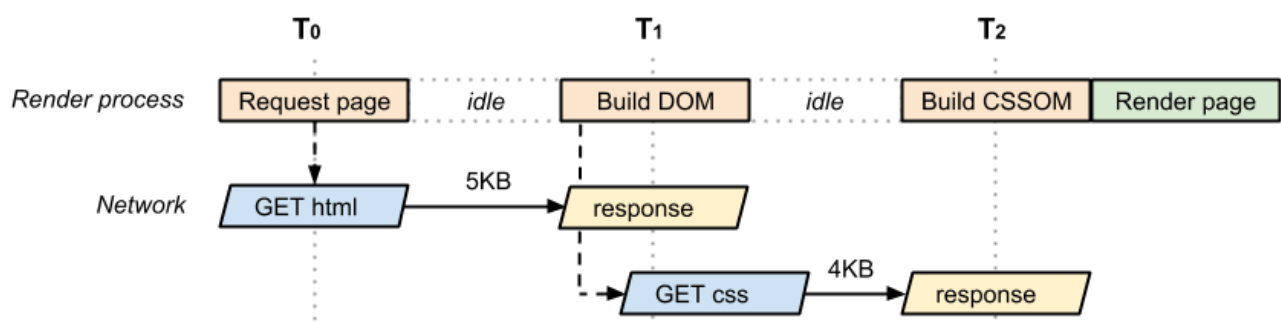 T0 T1 T2
Render process Request page idle Build DOM idle Build CSSOM Render page
Network GET html 5KB response
GET css 4KB response